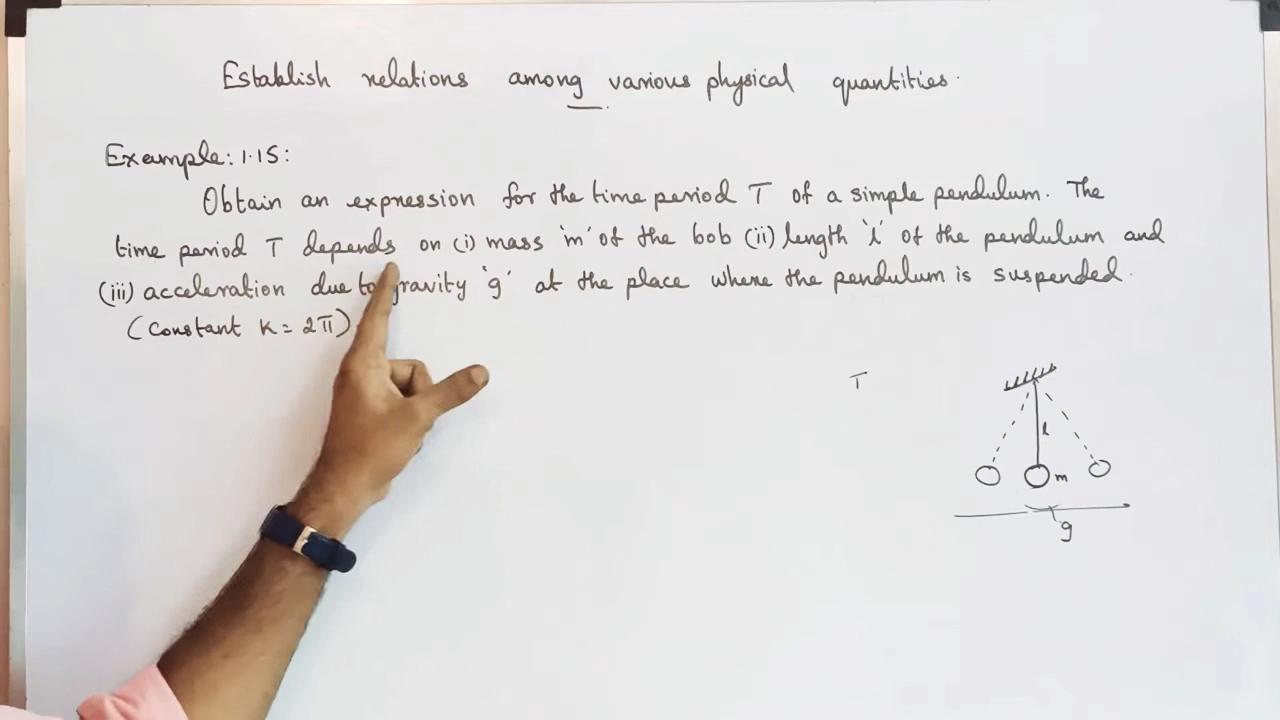 Establish relations among various physical quantities.
Example: 1.15:
Obtain an expression for the time period T of a simple pendulum. The
time period T depends on (i) mass 'm' of the bob (ii) length 'l' of the pendulum and
(iii) acceleration due to gravity 'g' at the place where the pendulum is suspended.
(Constant K = 2π)
T
l
m
g